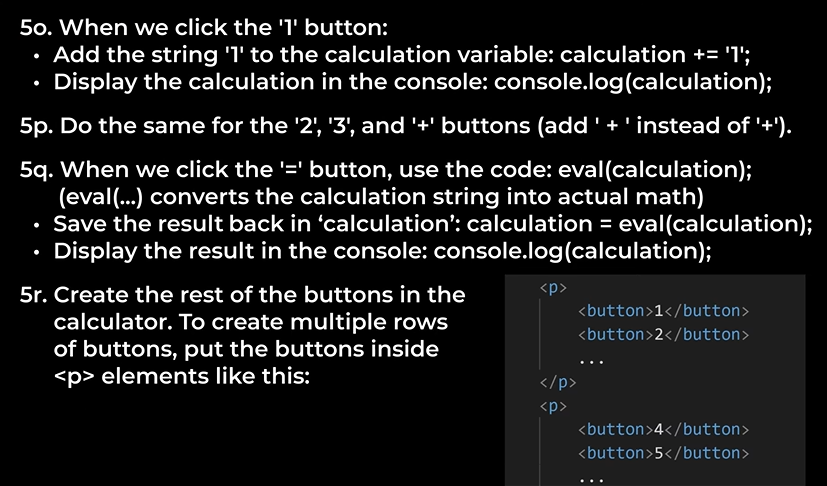 5o. When we click the '1' button:
• Add the string '1' to the calculation variable: calculation += '1';
• Display the calculation in the console: console.log(calculation);
5p. Do the same for the '2', '3', and '+' buttons (add ' + ' instead of '+').
5q. When we click the '=' button, use the code: eval(calculation);
(eval(...) converts the calculation string into actual math)
• Save the result back in ‘calculation’: calculation = eval(calculation);
• Display the result in the console: console.log(calculation);
5r. Create the rest of the buttons in the
calculator. To create multiple rows
of buttons, put the buttons inside
<p> elements like this:
<p>
<button>1</button>
<button>2</button>
...
</p>
<p>
<button>4</button>
<button>5</button>
...